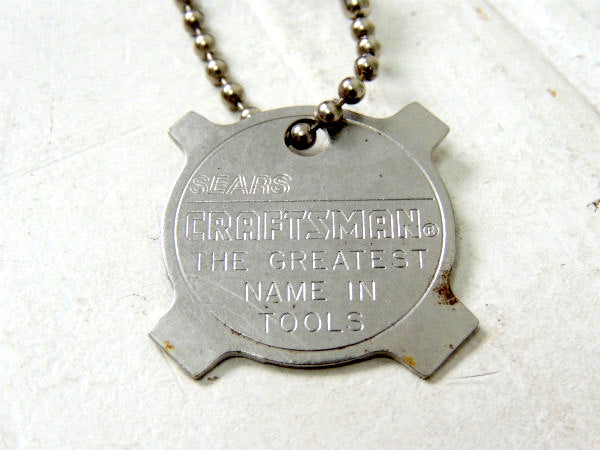 SEARS
CRAFTSMAN®
THE GREATEST
NAME IN
TOOLS